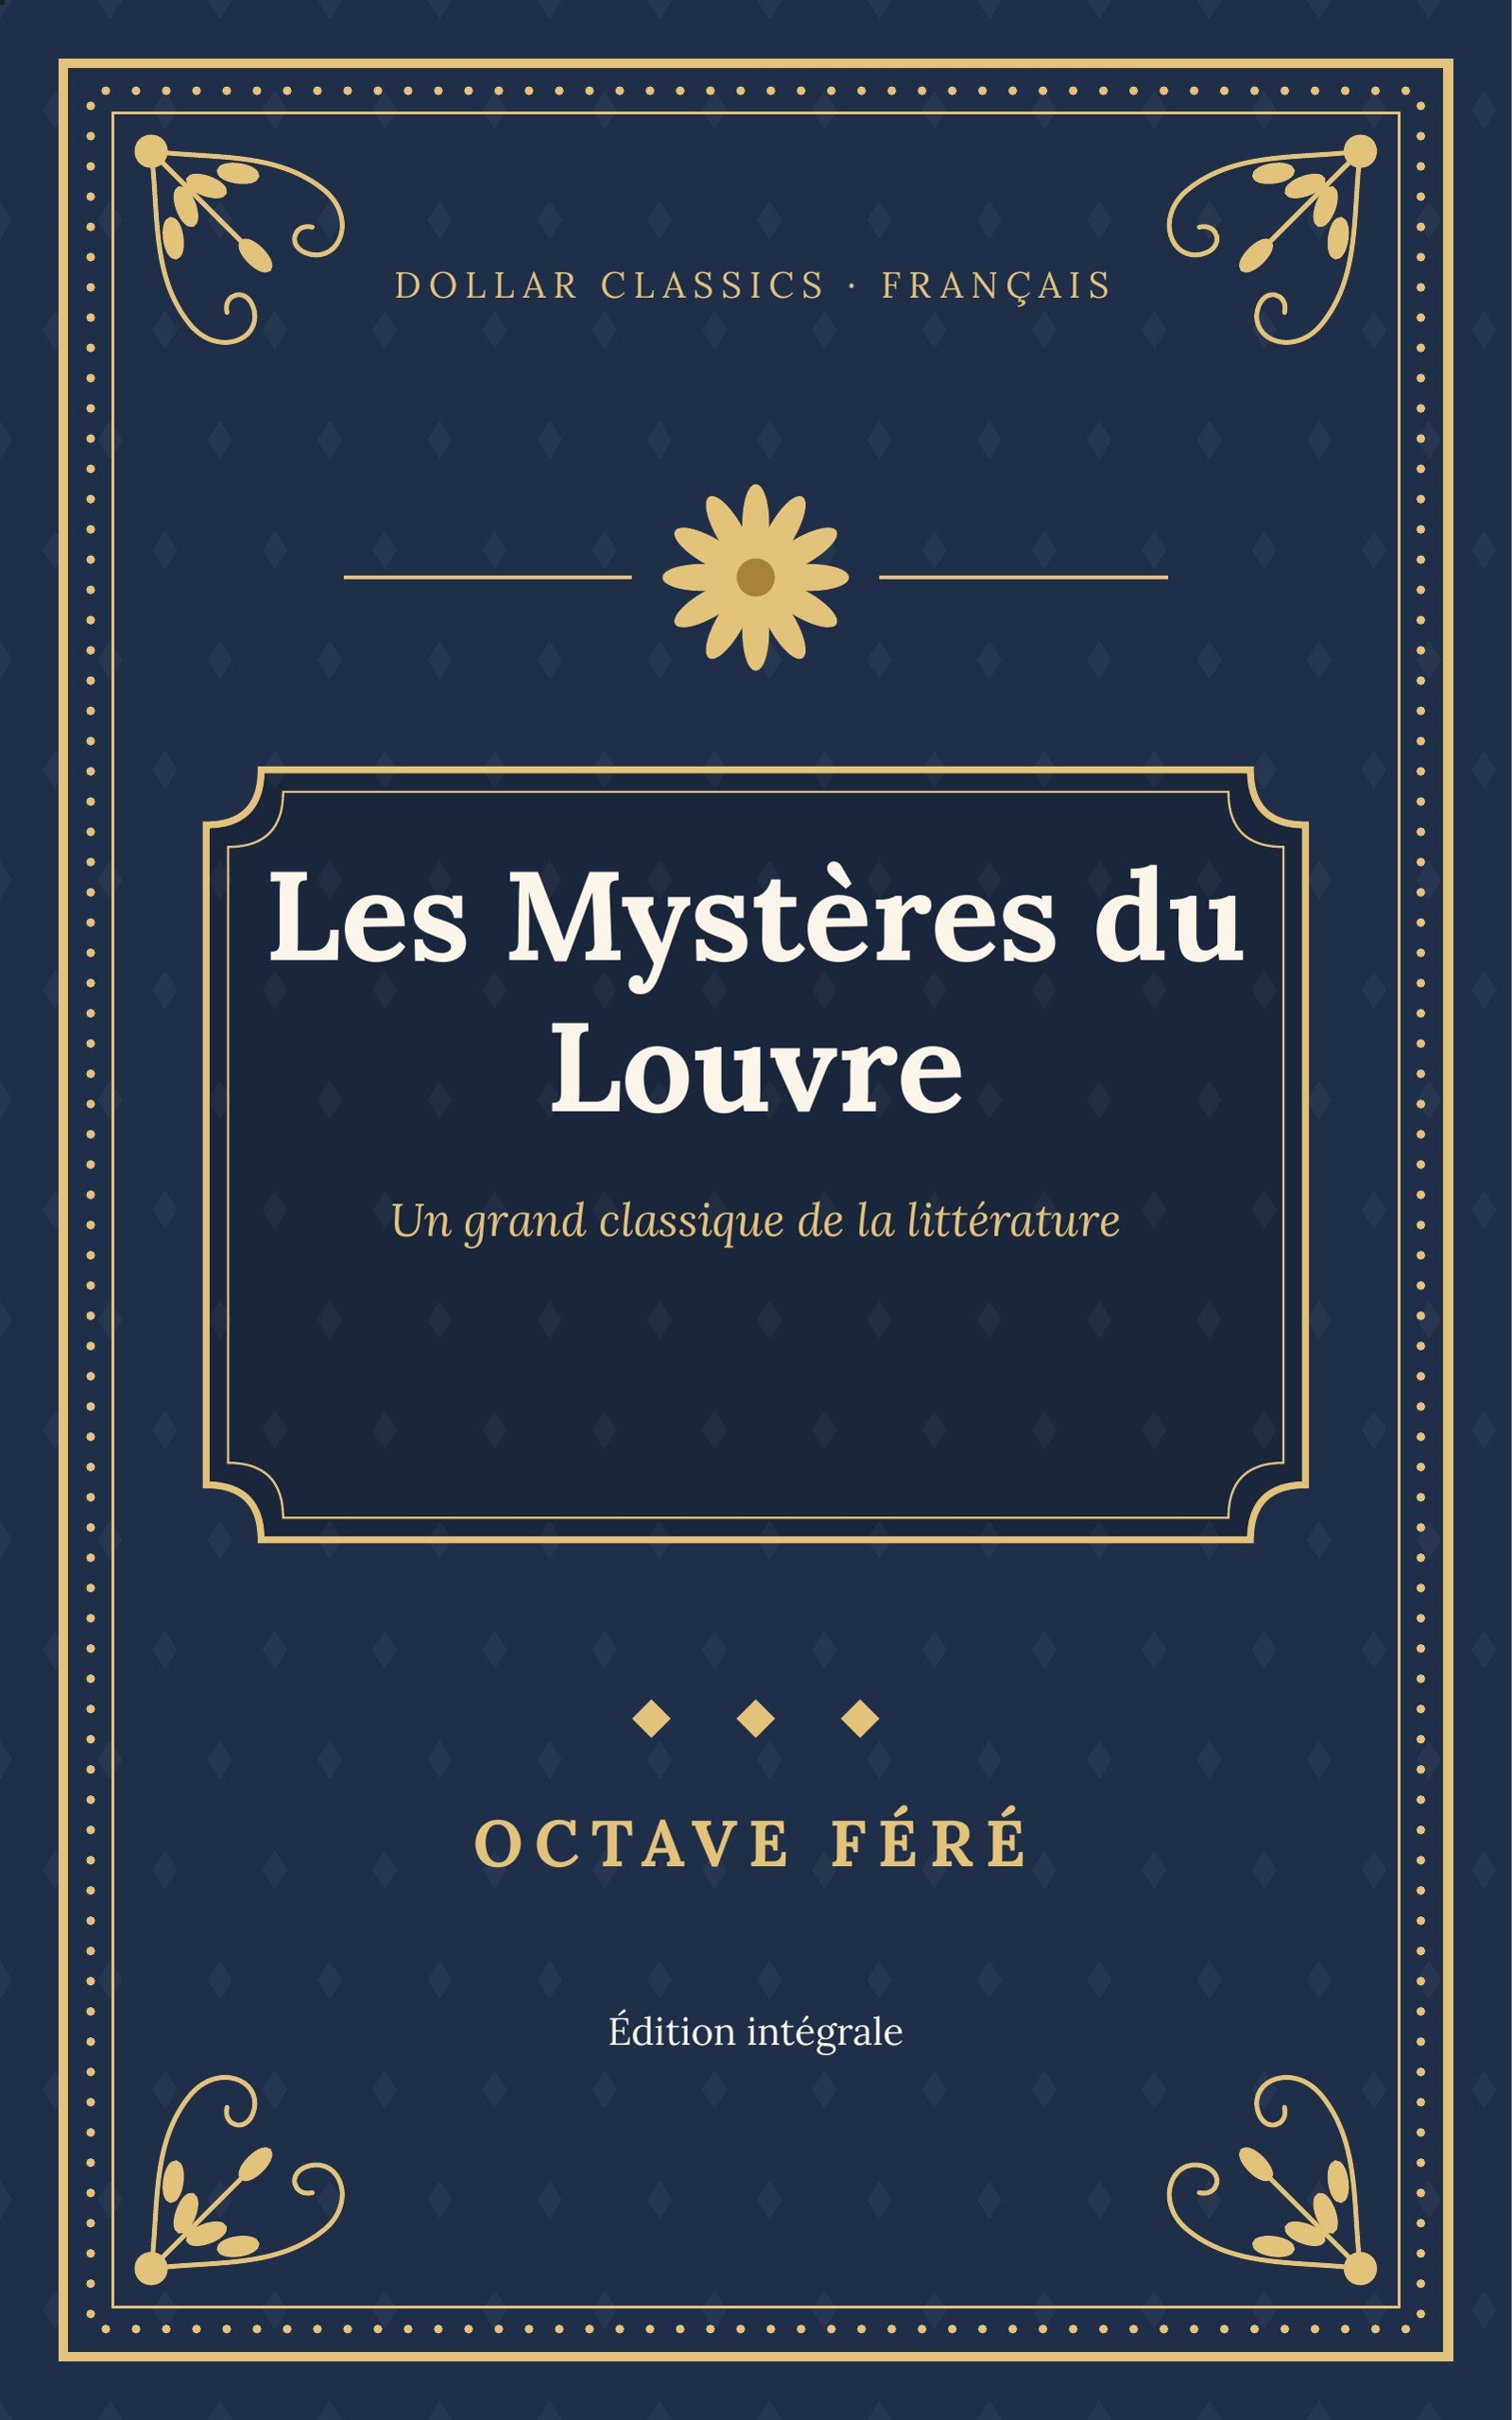 DOLLAR CLASSICS · FRANÇAIS
Les Mystères du
Louvre
Un grand classique de la littérature
OCTAVE FÉRÉ
Édition intégrale